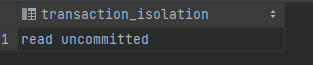 transaction_isolation
1 read uncommitted